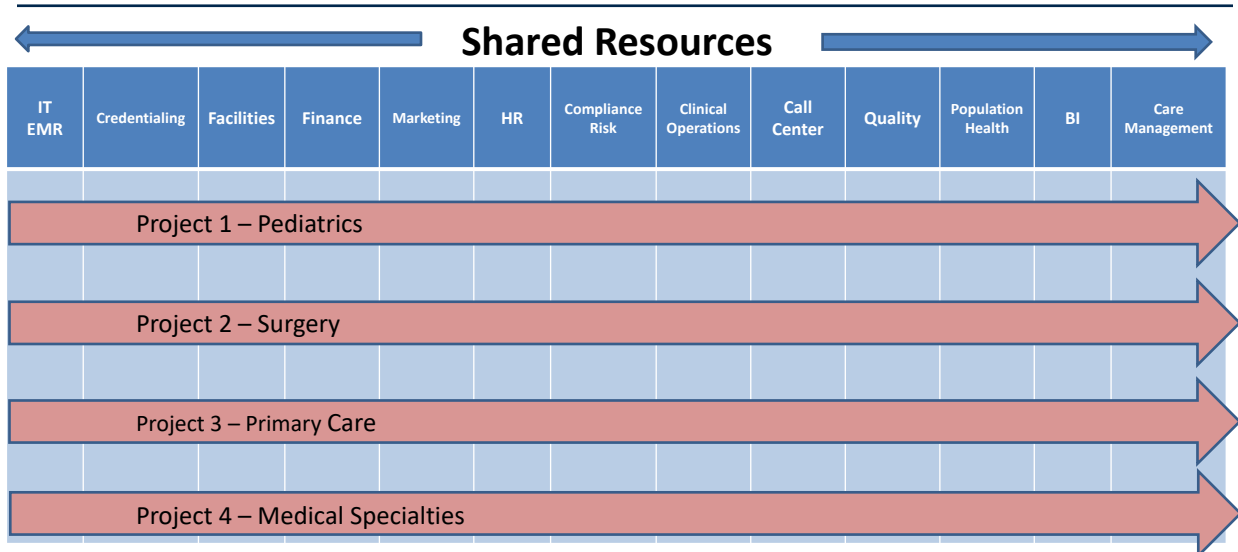 Shared Resources
IT
EMR
Credentialing
Facilities
Finance
Marketing
HR
Compliance
Risk
Clinical
Operations
Call
Center
Quality
Population
Health
BI
Care
Management
Project 1 – Pediatrics
Project 2 – Surgery
Project 3 – Primary Care
Project 4 – Medical Specialties